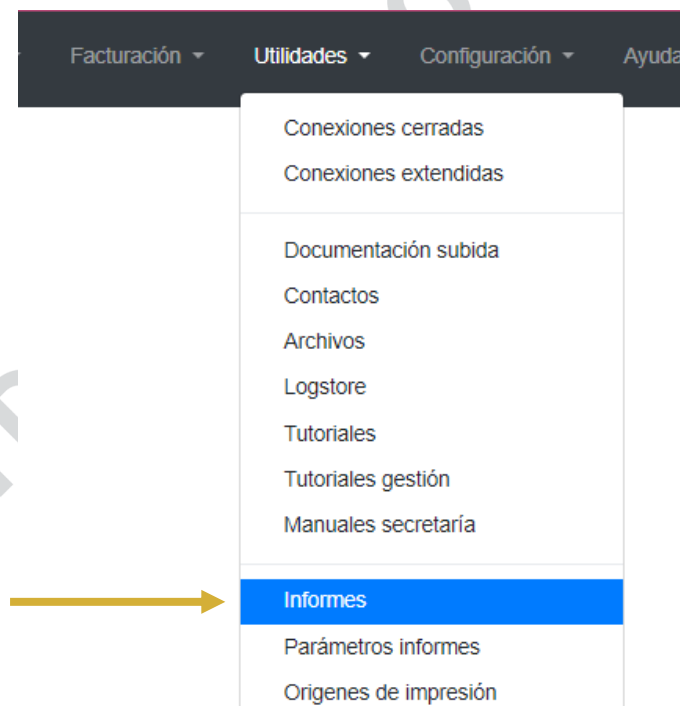 Facturación Utilidades Configuración Ayuda
Conexiones cerradas
Conexiones extendidas
Documentación subida
Contactos
Archivos
Logstore
Tutoriales
Tutoriales gestión
Manuales secretaría
Informes
Parámetros informes
Origenes de impresión